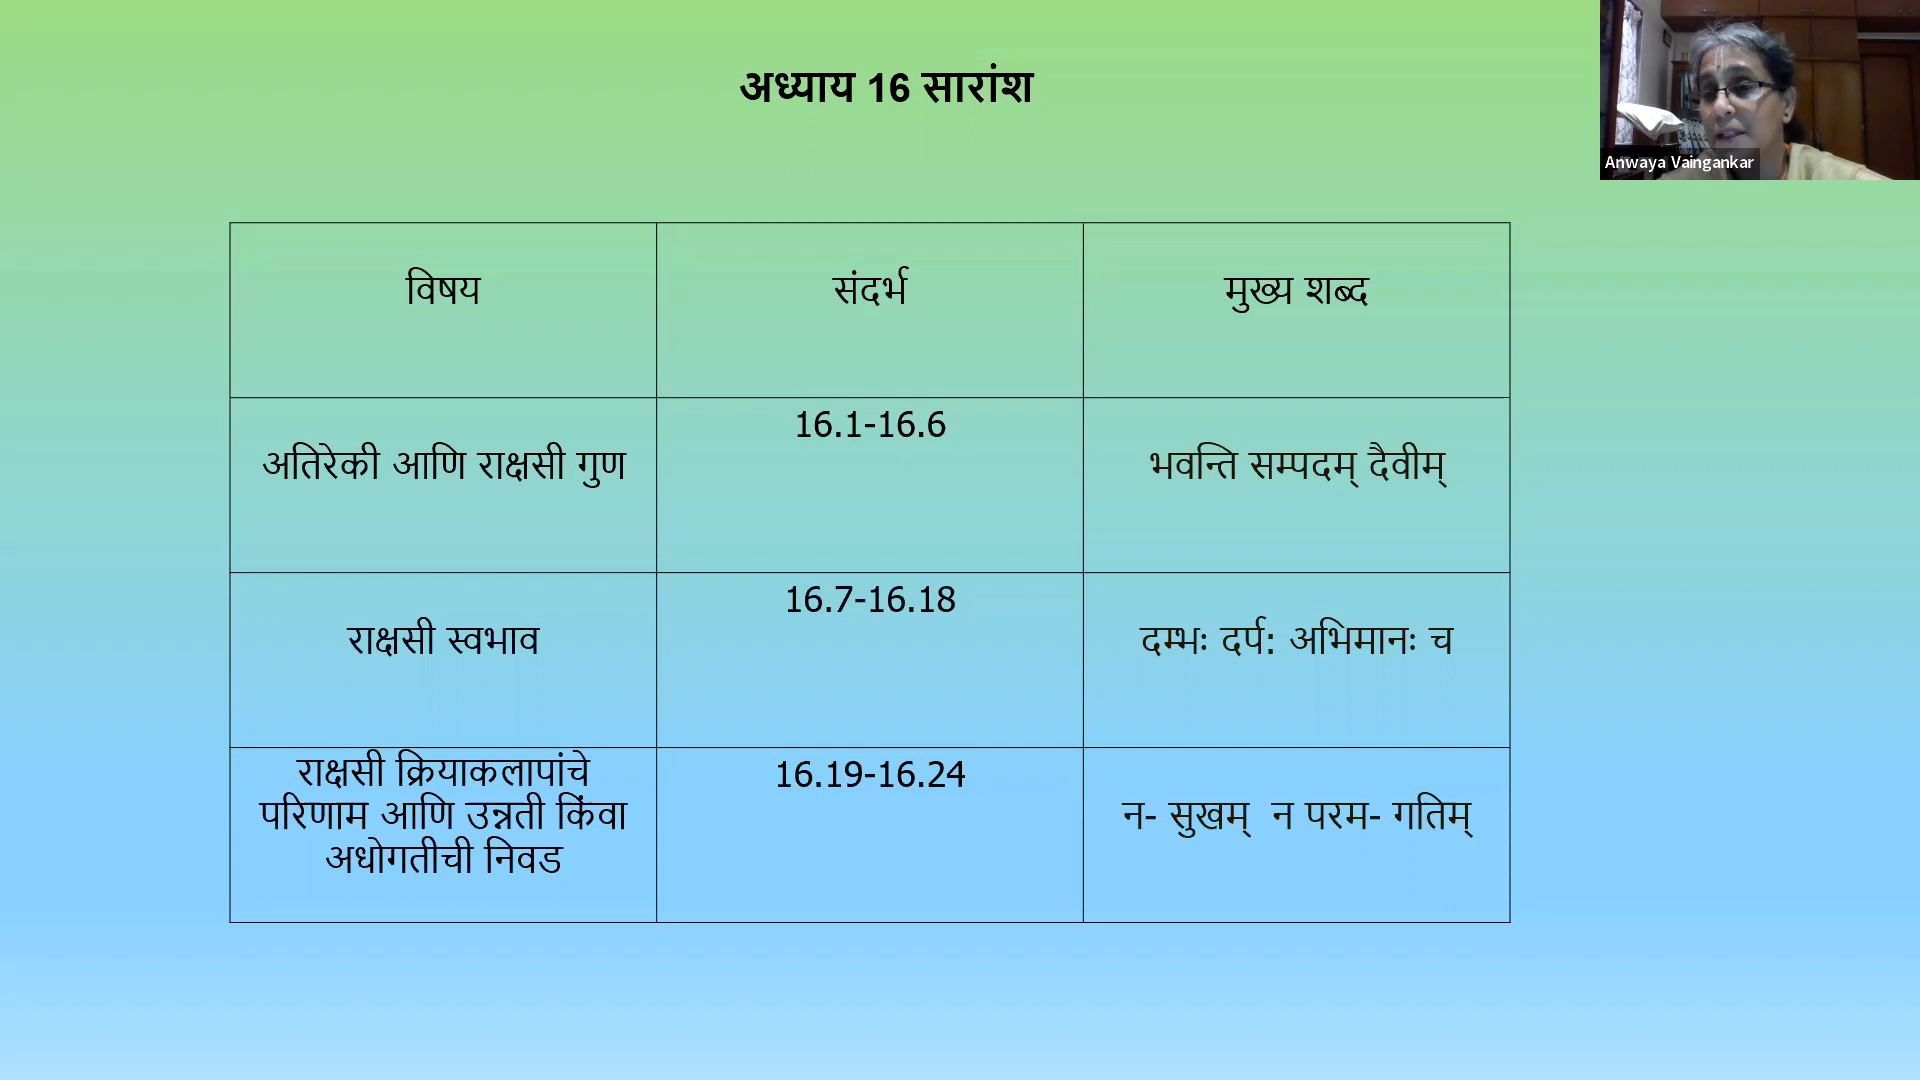 अध्याय 16 सारांश
Anwaya Vaingankar
विषय
संदर्भ
मुख्य शब्द
अतिरेकी आणि राक्षसी गुण
16.1-16.6
भवन्ति सम्पदम् दैवीम्
राक्षसी स्वभाव
16.7-16.18
दम्भः दर्प: अभिमानः च
राक्षसी क्रियाकलापांचे
परिणाम आणि उन्नती किंवा
अधोगतीची निवड
16.19-16.24
न- सुखम्  न परम- गतिम्